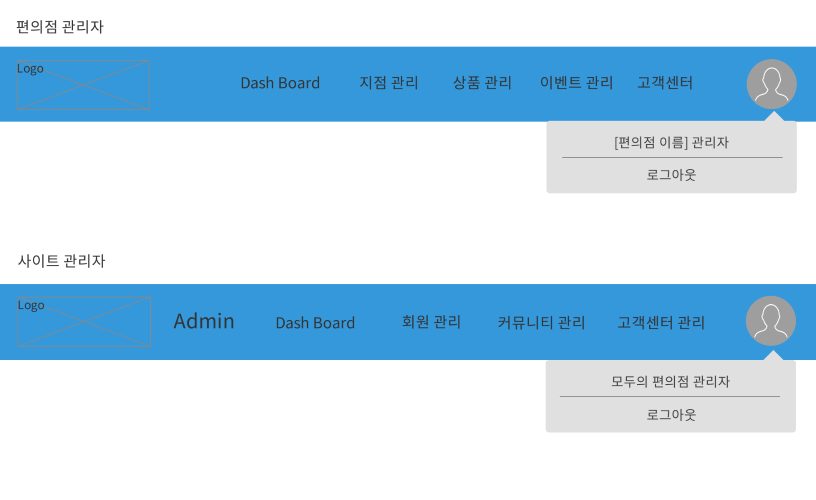 편의점 관리자
Logo
Dash Board 지점 관리 상품 관리 이벤트 관리 고객센터
[편의점 이름] 관리자
로그아웃
사이트 관리자
Logo
Admin Dash Board 회원 관리 커뮤니티 관리 고객센터 관리
모두의 편의점 관리자
로그아웃